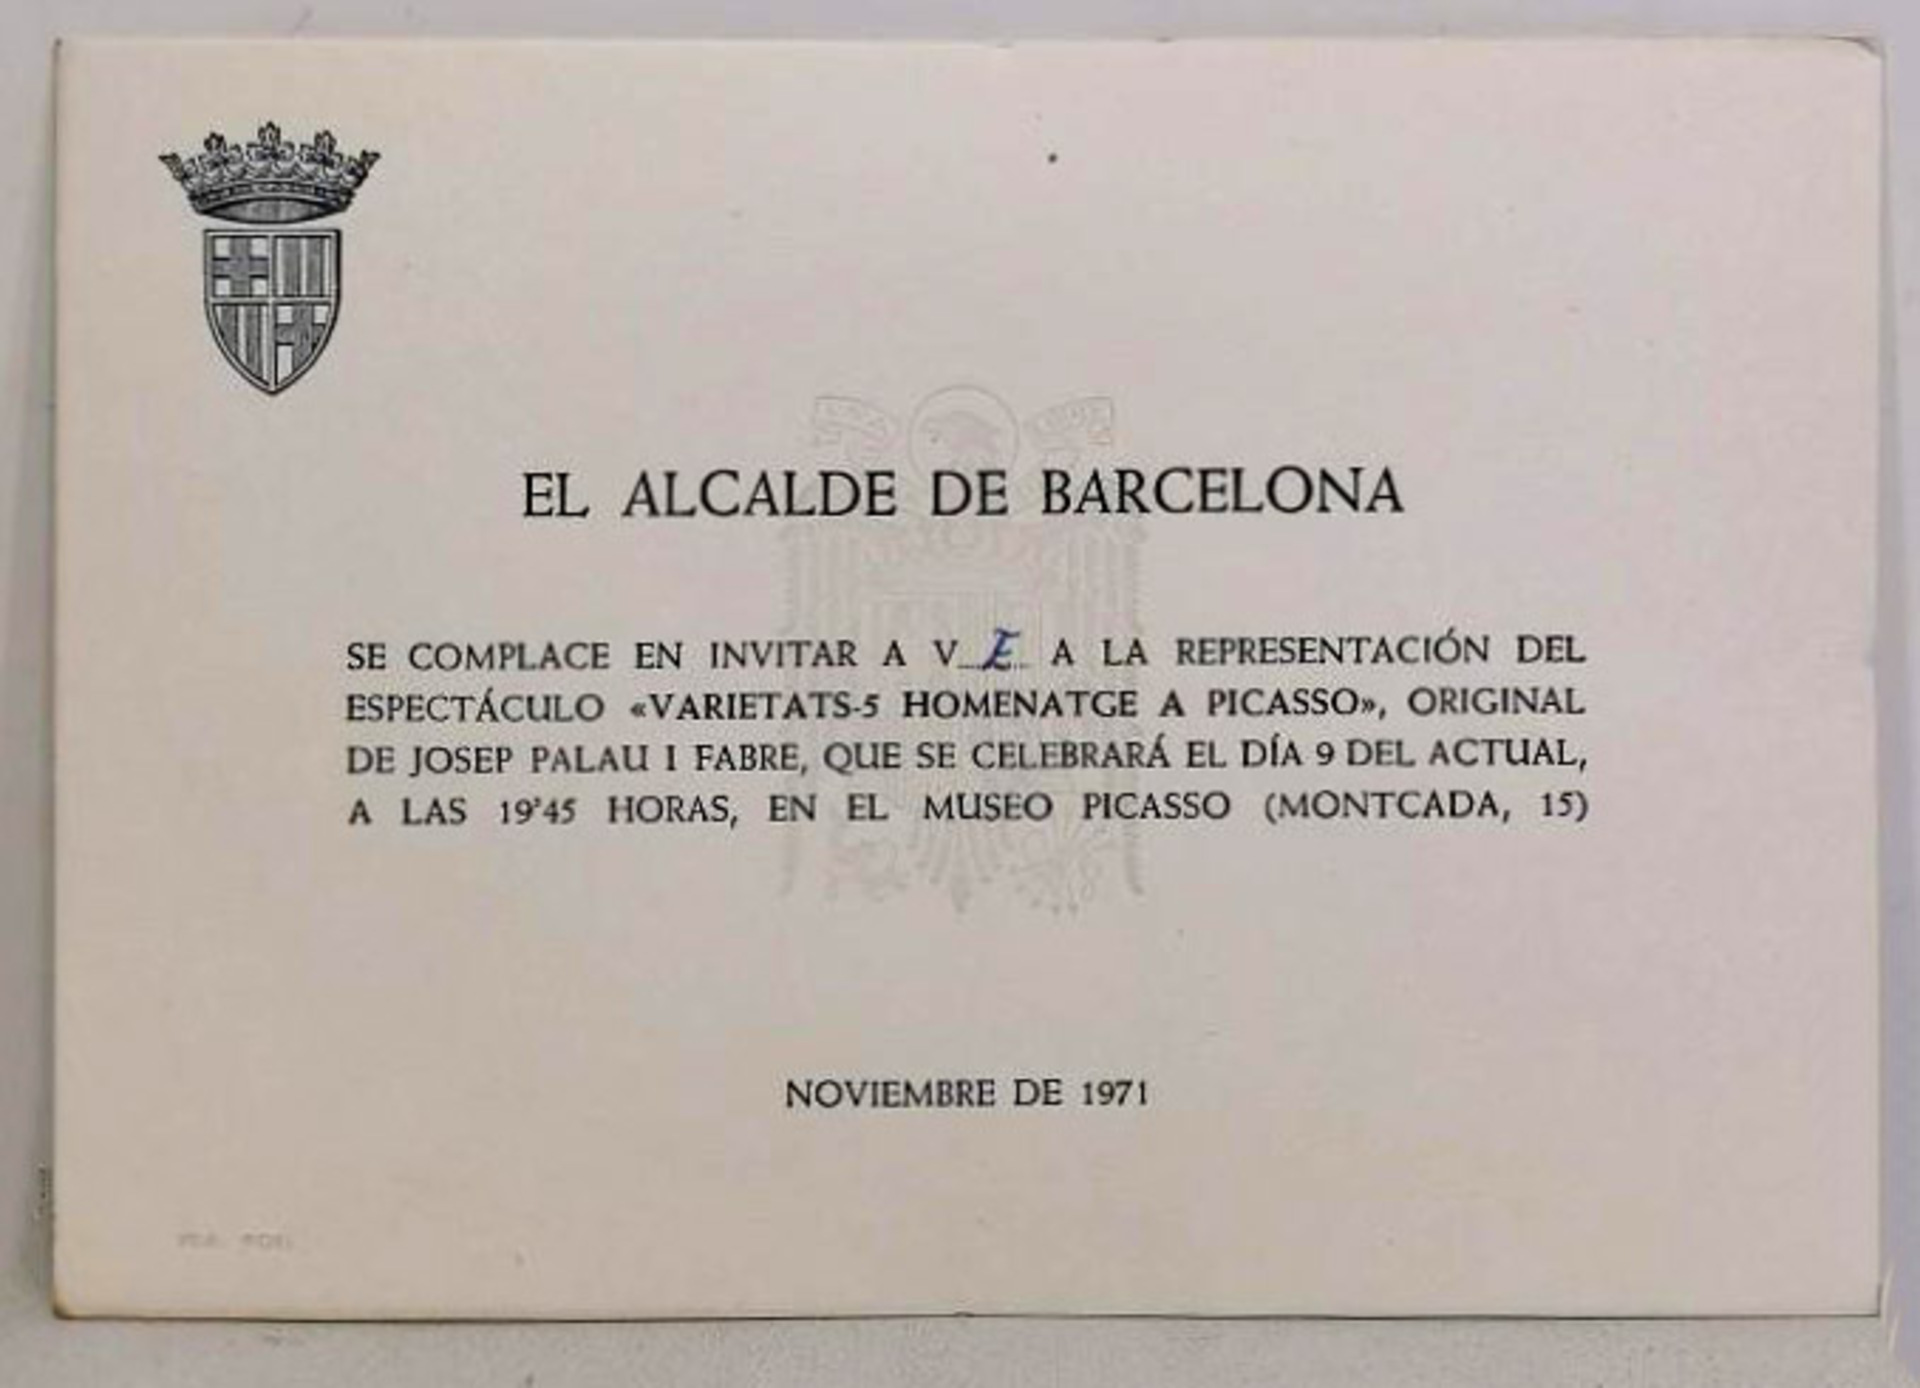 EL ALCALDE DE BARCELONA
SE COMPLACE EN INVITAR A V E A LA REPRESENTACIÓN DEL
ESPECTÁCULO «VARIETATS-5 HOMENATGE A PICASSO», ORIGINAL
DE JOSEP PALAU I FABRE, QUE SE CELEBRARÁ EL DÍA 9 DEL ACTUAL,
A LAS 19'45 HORAS, EN EL MUSEO PICASSO (MONTCADA, 15)
NOVIEMBRE DE 1971